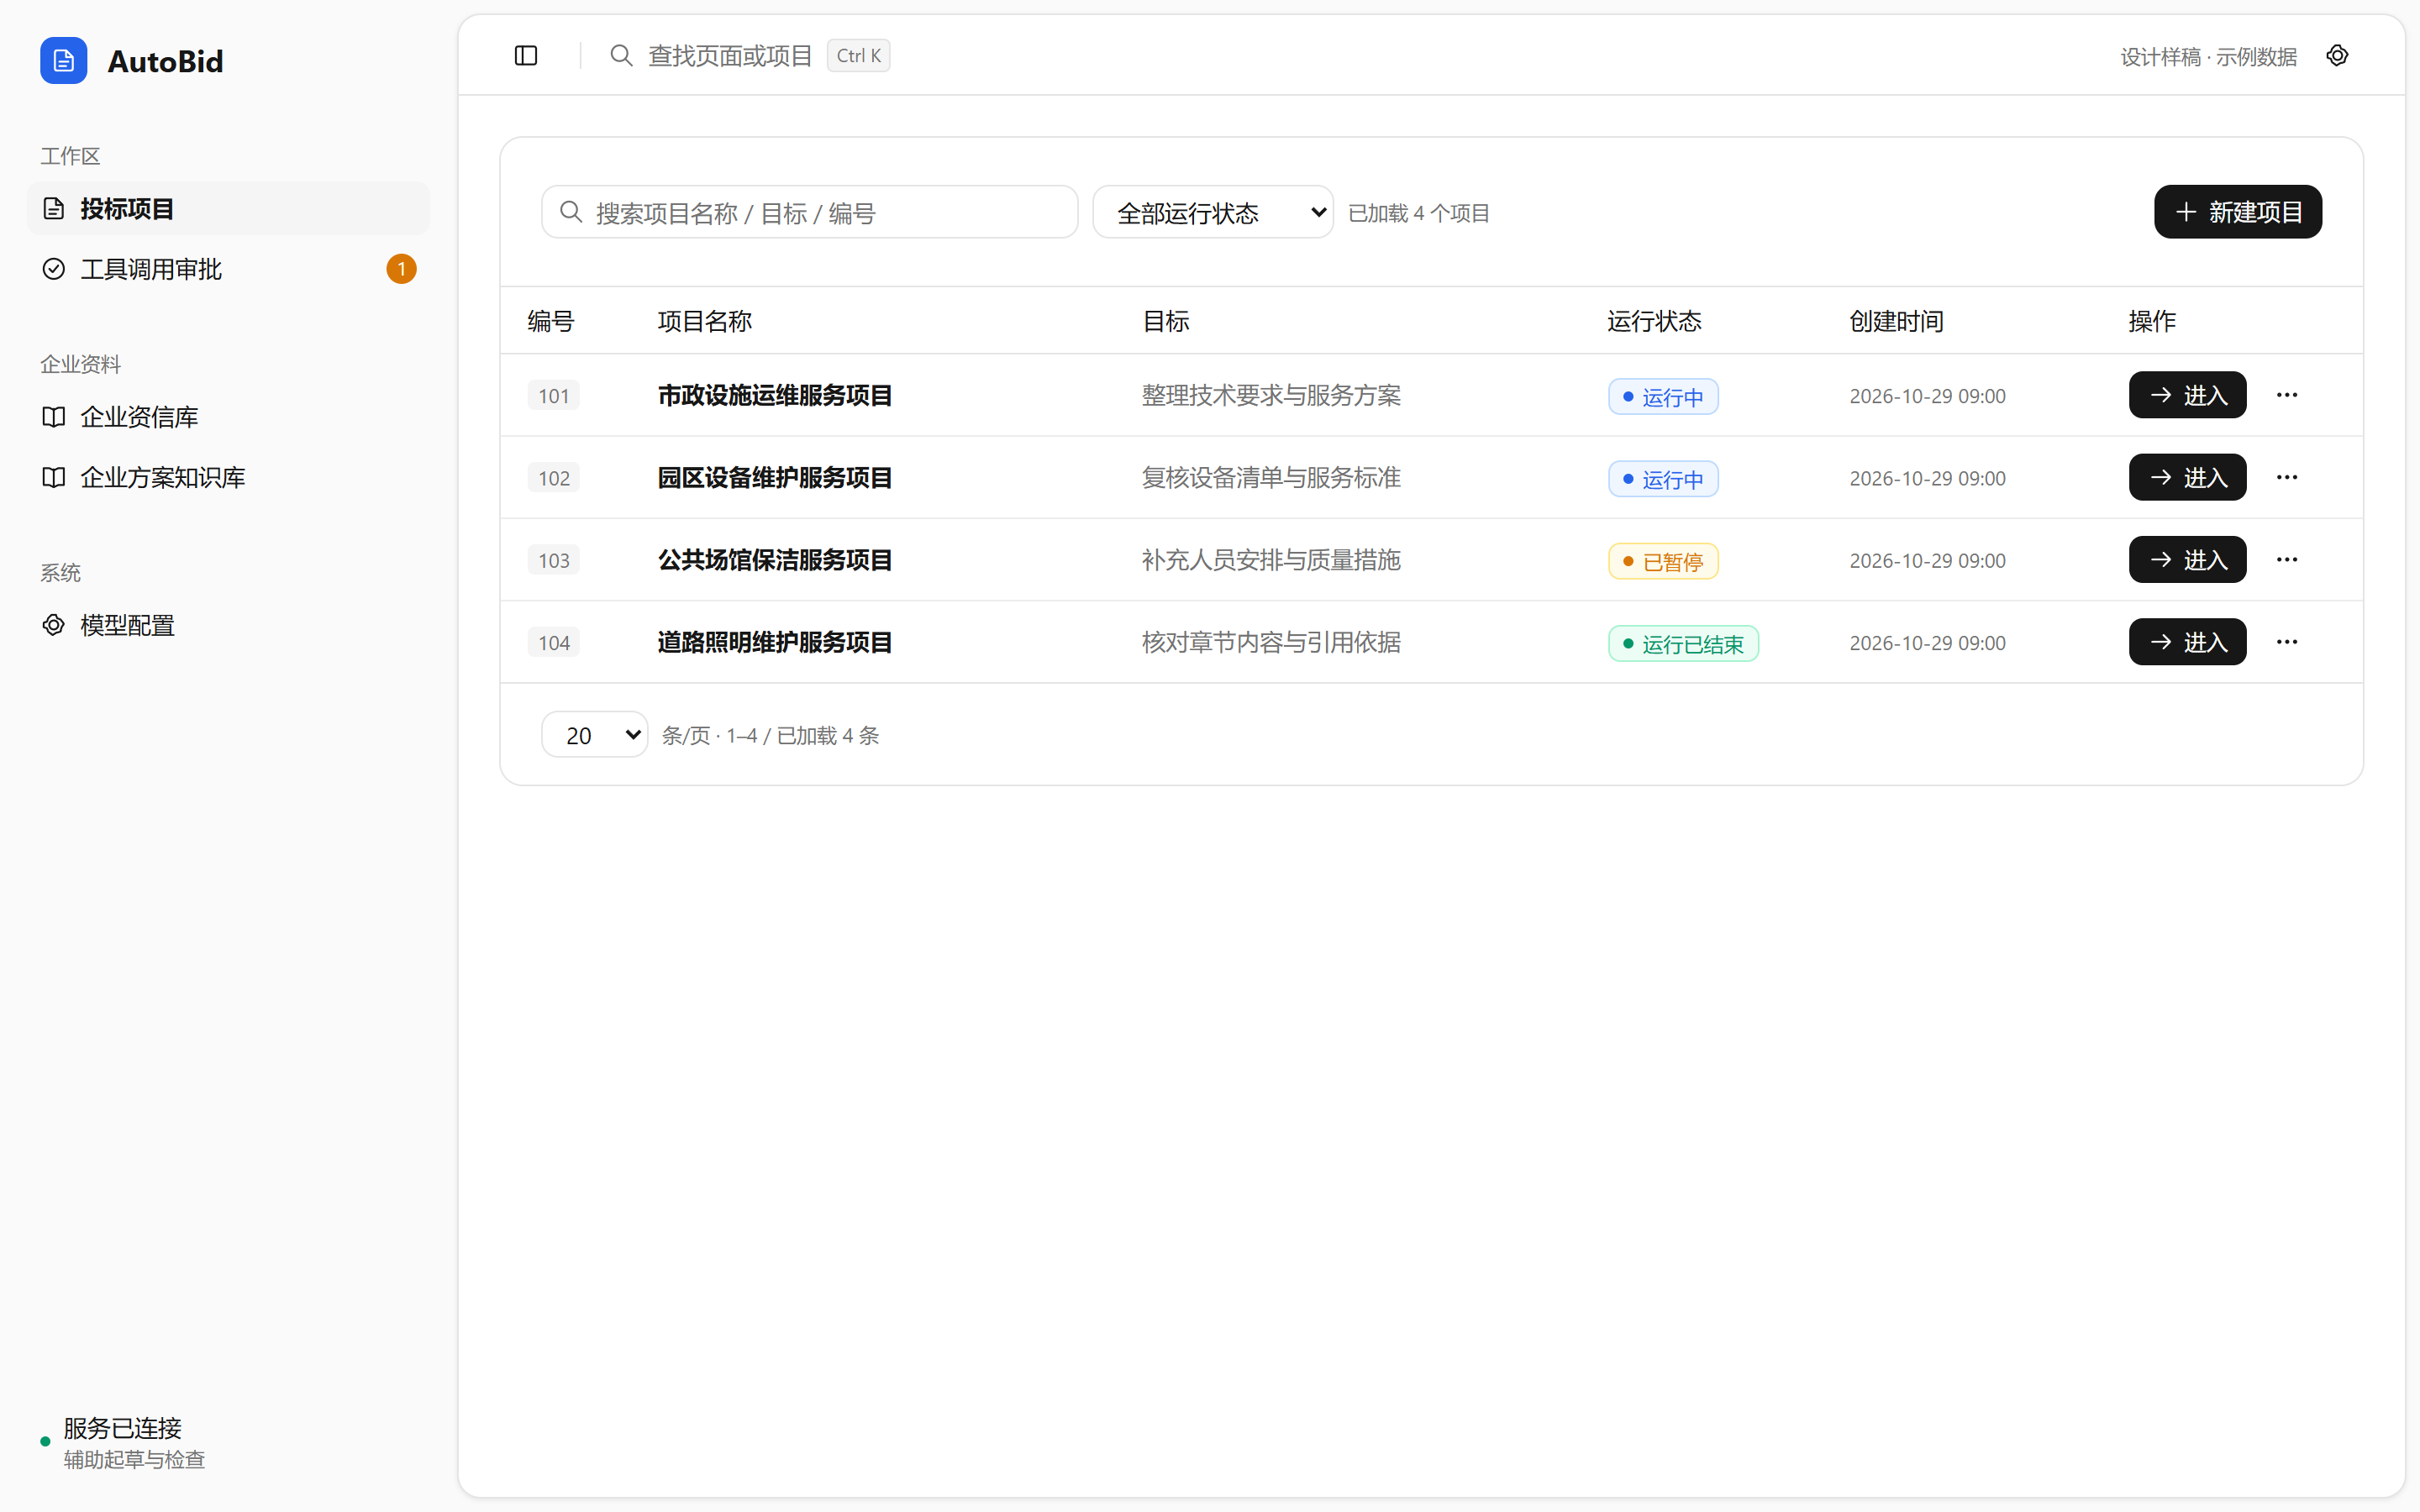 AutoBid
工作区
投标项目
工具调用审批 1
企业资料
企业资信库
企业方案知识库
系统
模型配置
服务已连接
辅助起草与检查
查找页面或项目 Ctrl K
设计样稿 · 示例数据
搜索项目名称 / 目标 / 编号 全部运行状态 已加载 4 个项目 新建项目
编号 项目名称 目标 运行状态 创建时间 操作
101 市政设施运维服务项目 整理技术要求与服务方案 运行中 2026-10-29 09:00 进入
102 园区设备维护服务项目 复核设备清单与服务标准 运行中 2026-10-29 09:00 进入
103 公共场馆保洁服务项目 补充人员安排与质量措施 已暂停 2026-10-29 09:00 进入
104 道路照明维护服务项目 核对章节内容与引用依据 运行已结束 2026-10-29 09:00 进入
20 条/页 · 1–4 / 已加载 4 条